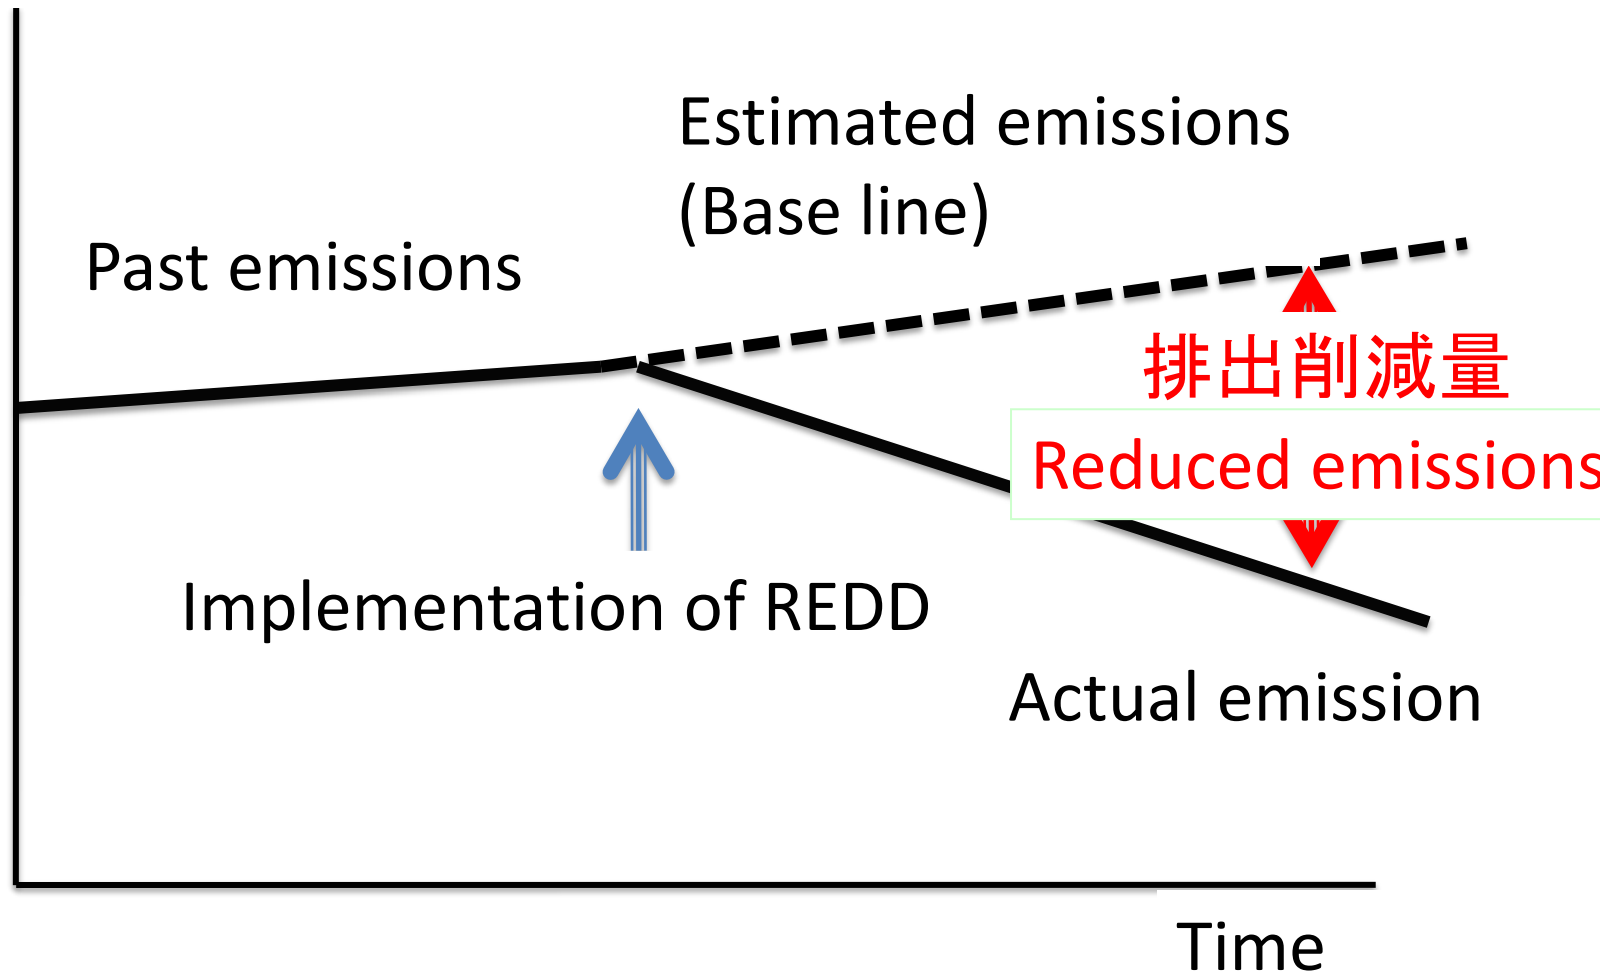 Estimated emissions
(Base line)
Past emissions
排出削減量
Reduced emissions
Implementation of REDD
Actual emission
Time